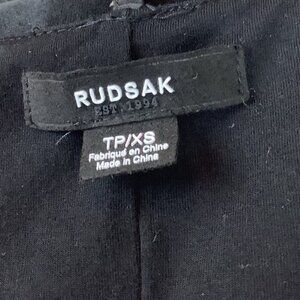 RUDSAK
EST. 1994
TP/XS
Fabriqué en Chine
Made in China